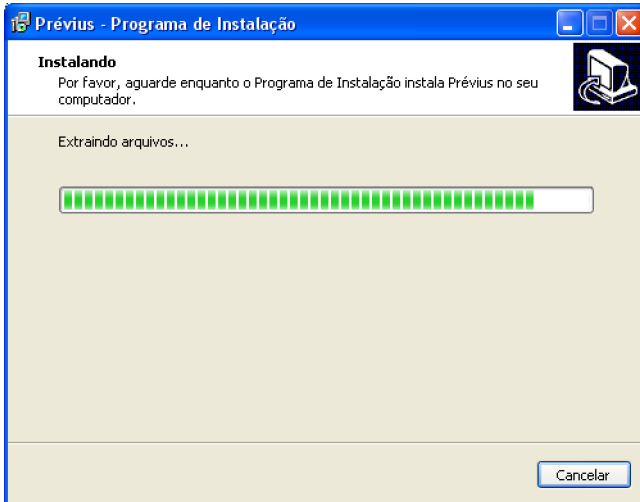 Prévius - Programa de Instalação
Instalando
Por favor, aguarde enquanto o Programa de Instalação instala Prévius no seu
computador.
Extraindo arquivos...
Cancelar